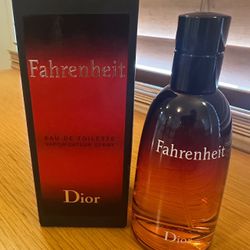 Fahrenheit
EAU DE TOILETTE
VAPORISATEUR SPRAY
Dior
Fahrenheit
Dior